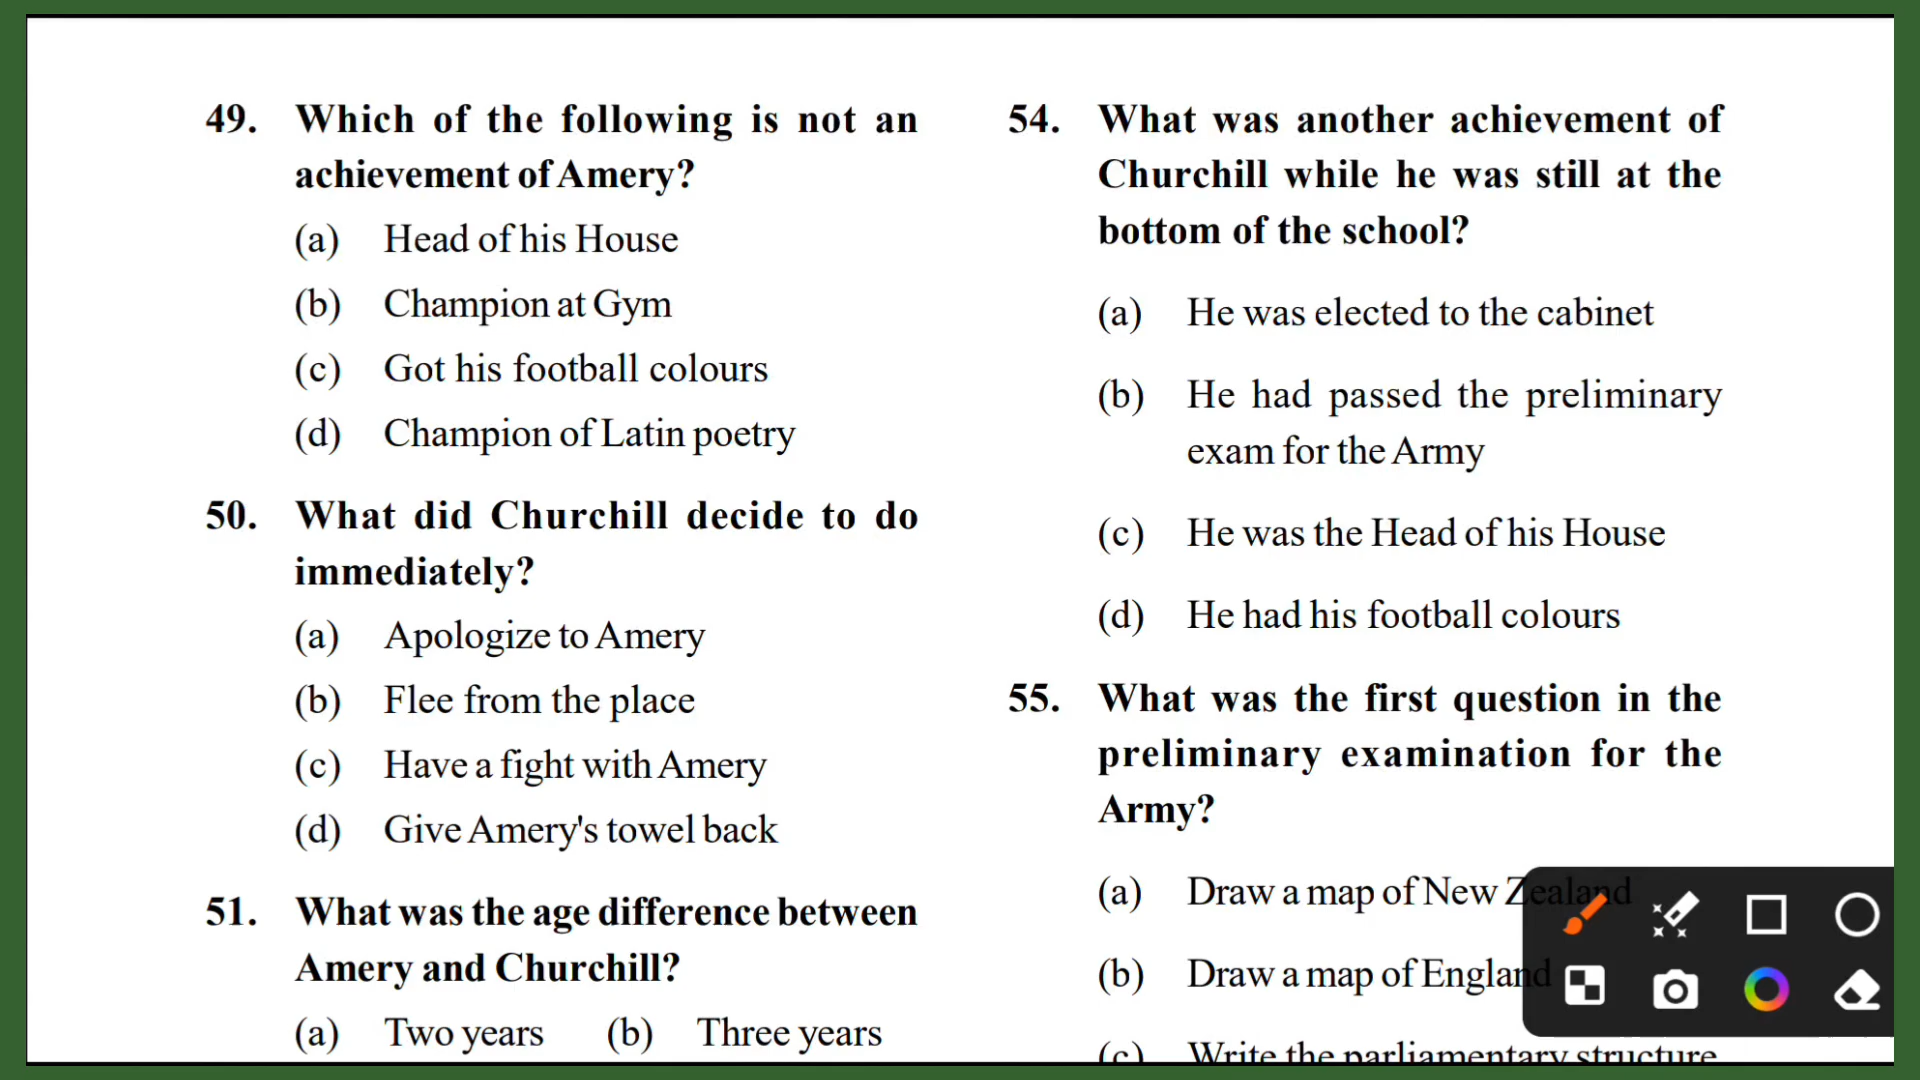 49. Which of the following is not an
achievement of Amery?
(a) Head of his House
(b) Champion at Gym
(c) Got his football colours
(d) Champion of Latin poetry
50. What did Churchill decide to do
immediately?
(a) Apologize to Amery
(b) Flee from the place
(c) Have a fight with Amery
(d) Give Amery's towel back
51. What was the age difference between
Amery and Churchill?
(a) Two years (b) Three years
54. What was another achievement of
Churchill while he was still at the
bottom of the school?
(a) He was elected to the cabinet
(b) He had passed the preliminary
exam for the Army
(c) He was the Head of his House
(d) He had his football colours
55. What was the first question in the
preliminary examination for the
Army?
(a) Draw a map of New Zealand
(b) Draw a map of England
(c) Write the parliamentary structure